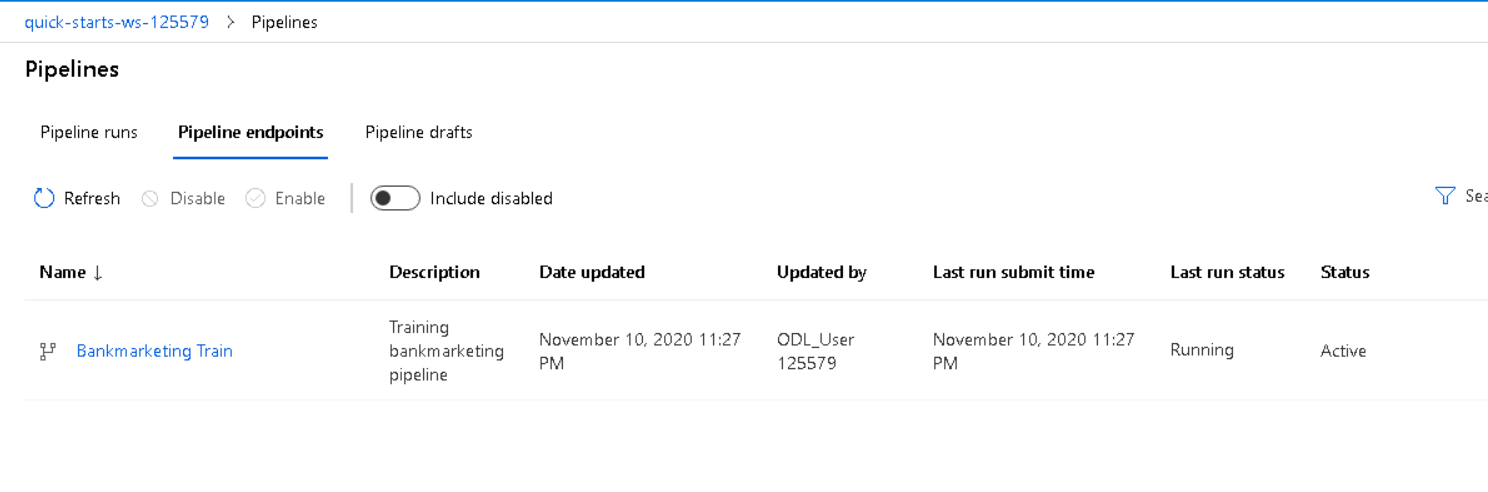 quick-starts-ws-125579 > Pipelines
Pipelines
Pipeline runs Pipeline endpoints Pipeline drafts
Refresh Disable Enable Include disabled
Name ↓ Description Date updated Updated by Last run submit time Last run status Status
Bankmarketing Train
Training
bankmarketing
pipeline
November 10, 2020 11:27
PM
ODL_User
125579
November 10, 2020 11:27
PM
Running
Active